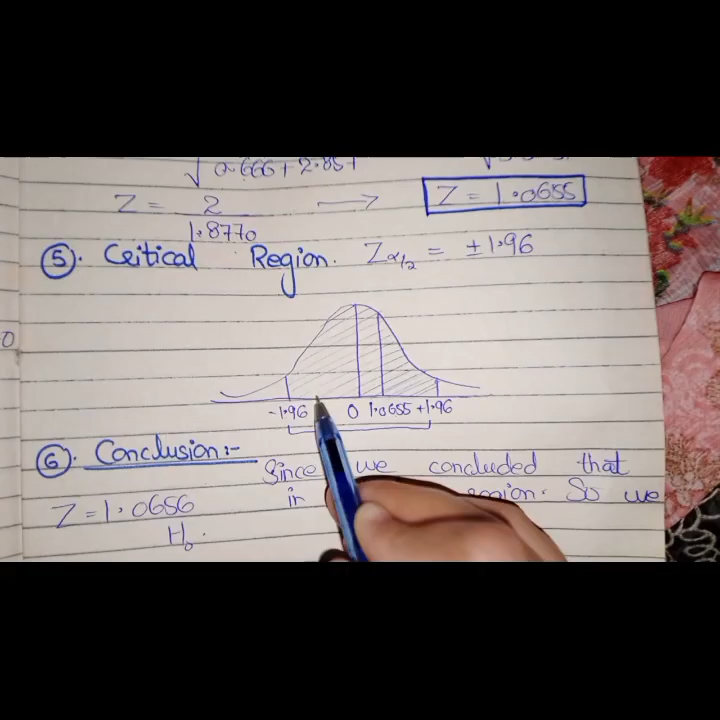 Z = 2 → Z = 1.0655
1.8770
5. Critical Region. Zα/2 = ±1.96
-1.96 0 1.0655 +1.96
6. Conclusion:-
Since we concluded that
Z = 1.0656 in region. So we
H₀.